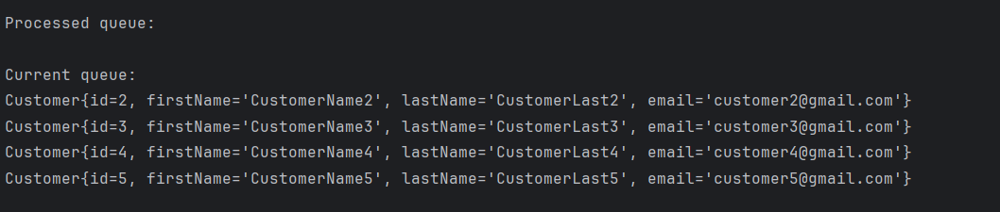 Processed queue:
Current queue:
Customer{id=2, firstName='CustomerName2', lastName='CustomerLast2', email='customer2@gmail.com'}
Customer{id=3, firstName='CustomerName3', lastName='CustomerLast3', email='customer3@gmail.com'}
Customer{id=4, firstName='CustomerName4', lastName='CustomerLast4', email='customer4@gmail.com'}
Customer{id=5, firstName='CustomerName5', lastName='CustomerLast5', email='customer5@gmail.com'}